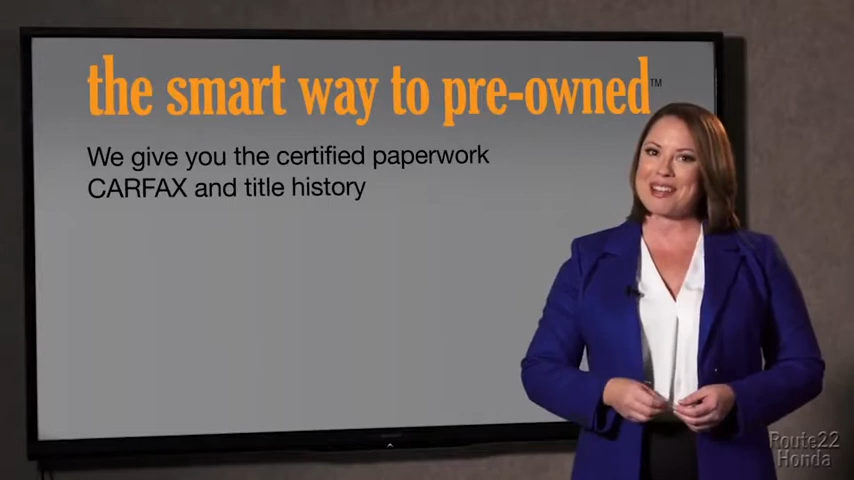 the smart way to pre-owned™
We give you the certified paperwork
CARFAX and title history
Route22
Honda